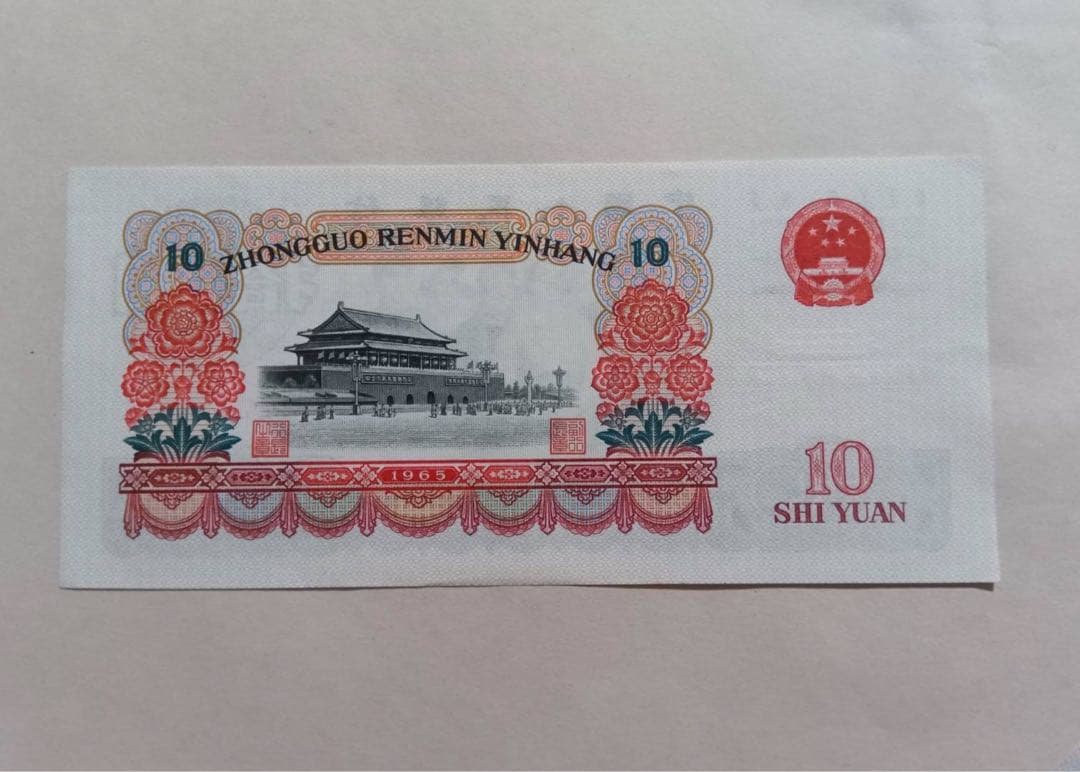 10 ZHONGGUO RENMIN YINHANG 10
1965
10
SHI YUAN